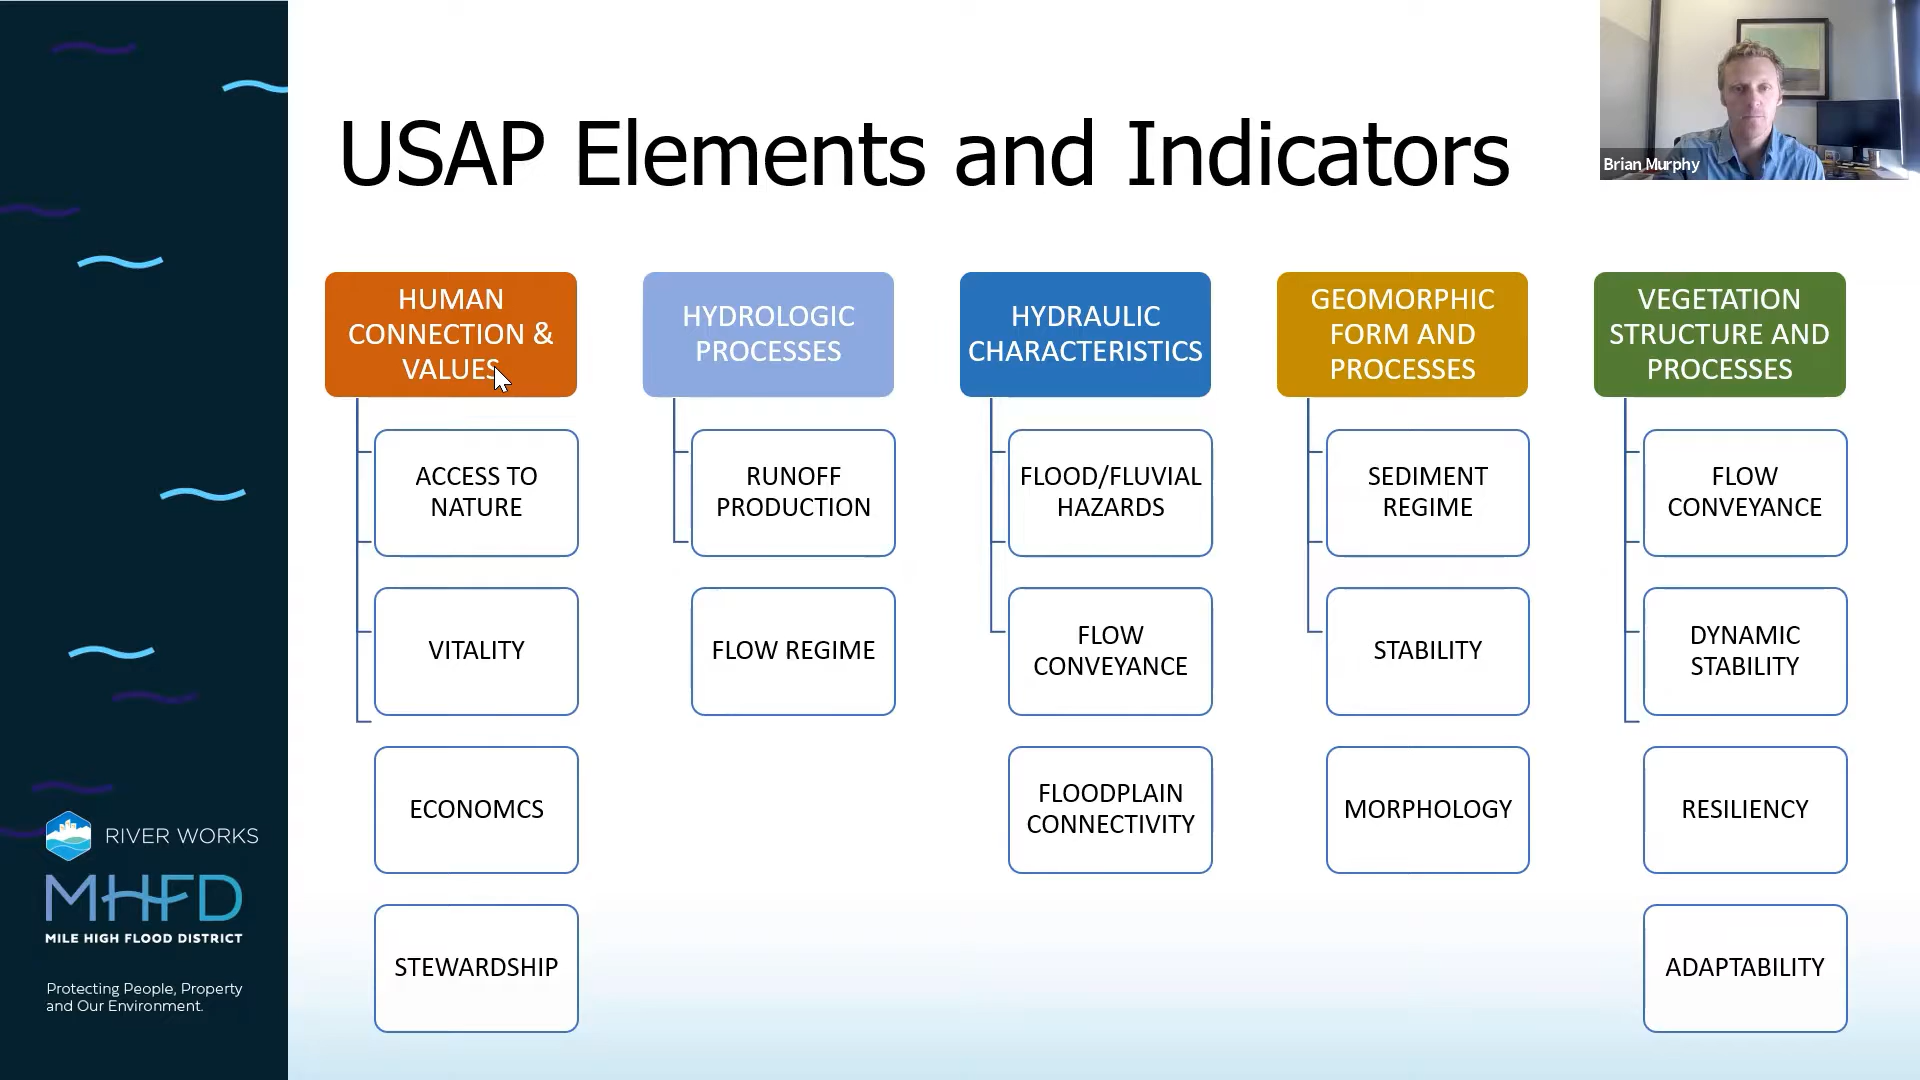 USAP Elements and Indicators
Brian Murphy
HUMAN
CONNECTION &
VALUES
ACCESS TO
NATURE
VITALITY
ECONOMCS
STEWARDSHIP
HYDROLOGIC
PROCESSES
RUNOFF
PRODUCTION
FLOW REGIME
HYDRAULIC
CHARACTERISTICS
FLOOD/FLUVIAL
HAZARDS
FLOW
CONVEYANCE
FLOODPLAIN
CONNECTIVITY
GEOMORPHIC
FORM AND
PROCESSES
SEDIMENT
REGIME
STABILITY
MORPHOLOGY
VEGETATION
STRUCTURE AND
PROCESSES
FLOW
CONVEYANCE
DYNAMIC
STABILITY
RESILIENCY
ADAPTABILITY
RIVER WORKS
MHFD
MILE HIGH FLOOD DISTRICT
Protecting People, Property
and Our Environment.